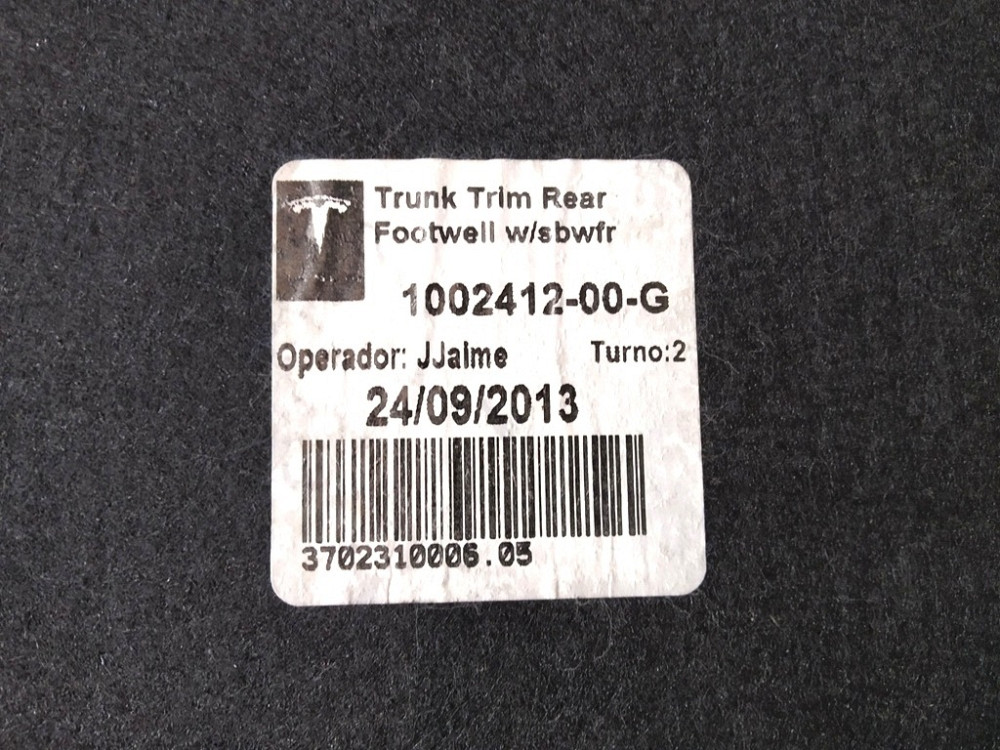 Trunk Trim Rear
Footwell w/sbwfr
1002412-00-G
Operador: JJaime Turno:2
24/09/2013
3702310006.05